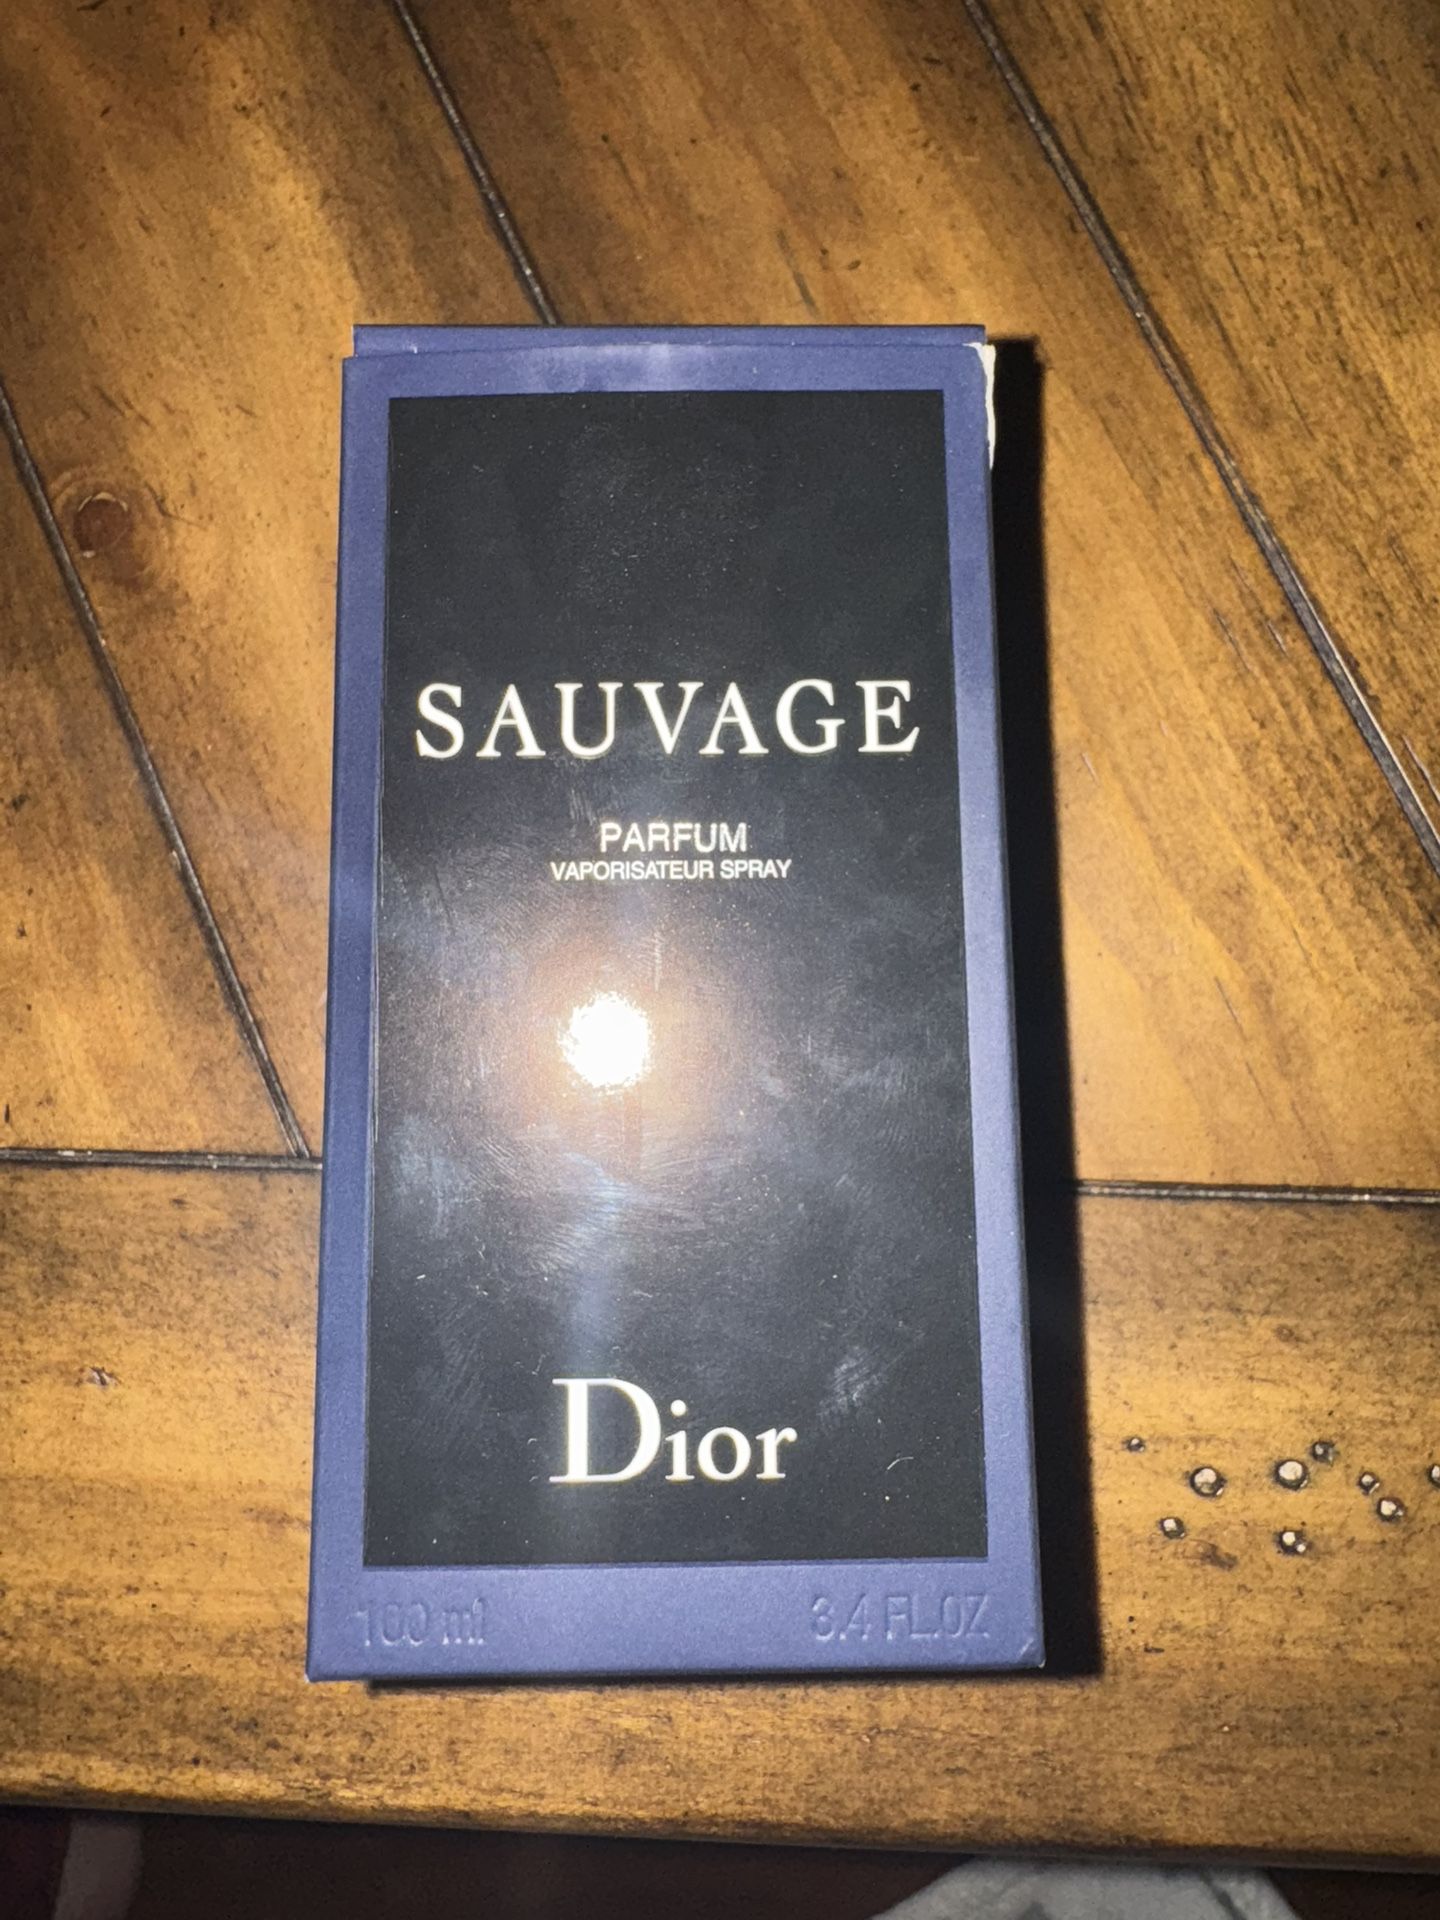 SAUVAGE
PARFUM
VAPORISATEUR SPRAY
Dior
100 ml 3.4 FL.OZ